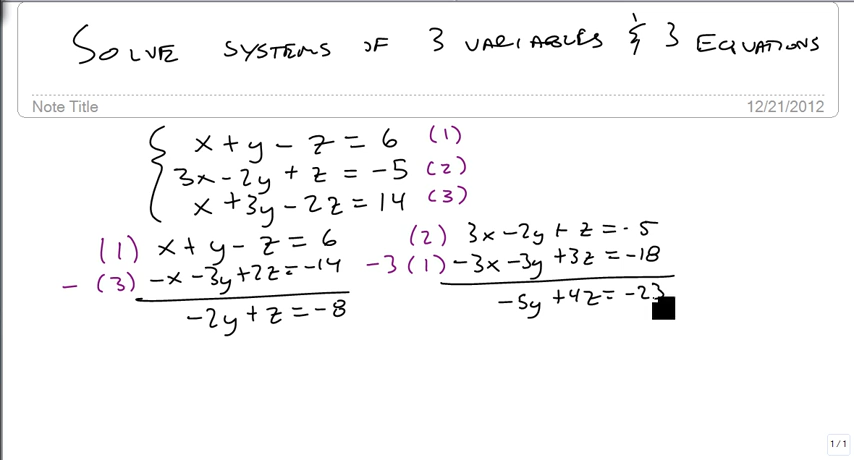 SOLVE SYSTEMS OF 3 VARIABLES & 3 EQUATIONS
Note Title 12/21/2012
x + y - z = 6 (1)
3x - 2y + z = -5 (2)
x + 3y - 2z = 14 (3)
(1) x + y - z = 6
- (3) -x - 3y + 2z = -14
-2y + z = -8
(2) 3x - 2y + z = -5
-3 (1) -3x - 3y + 3z = -18
-5y + 4z = -23
1 / 1